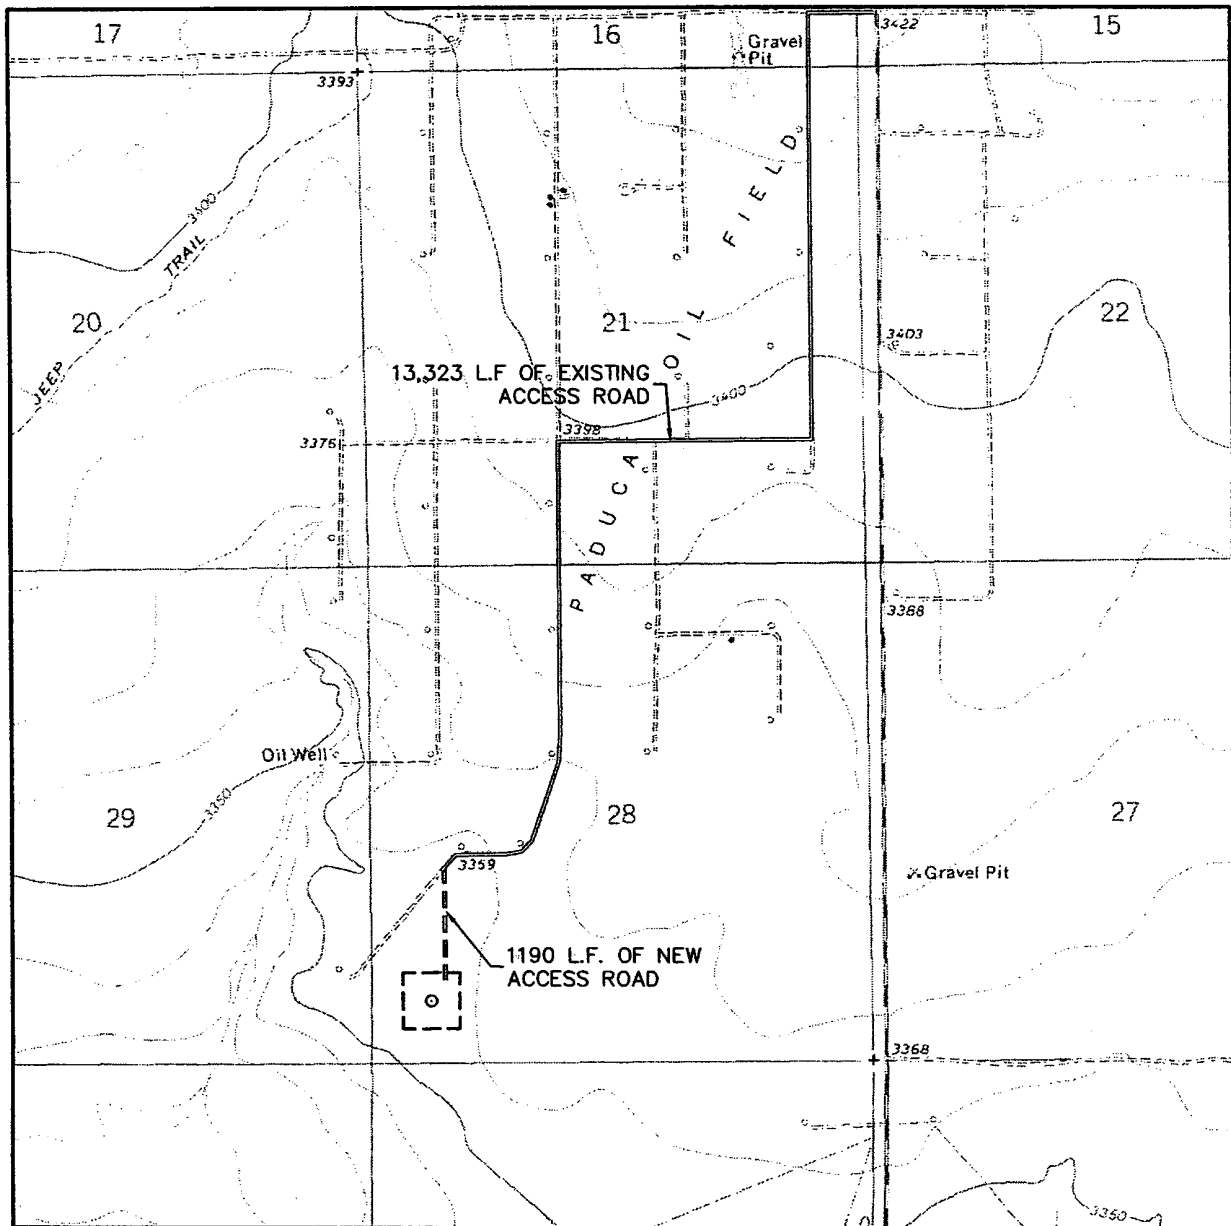 17
16
15
3422
Gravel
Pit
3393
3400
TRAIL
JEEP
OIL FIELD
20
21
22
3403
13,323 L.F OF EXISTING
ACCESS ROAD
3400
3398
3376
PADUCA
3388
Oil Well
3350
29
28
27
3359
Gravel Pit
1190 L.F. OF NEW
ACCESS ROAD
3368
3350